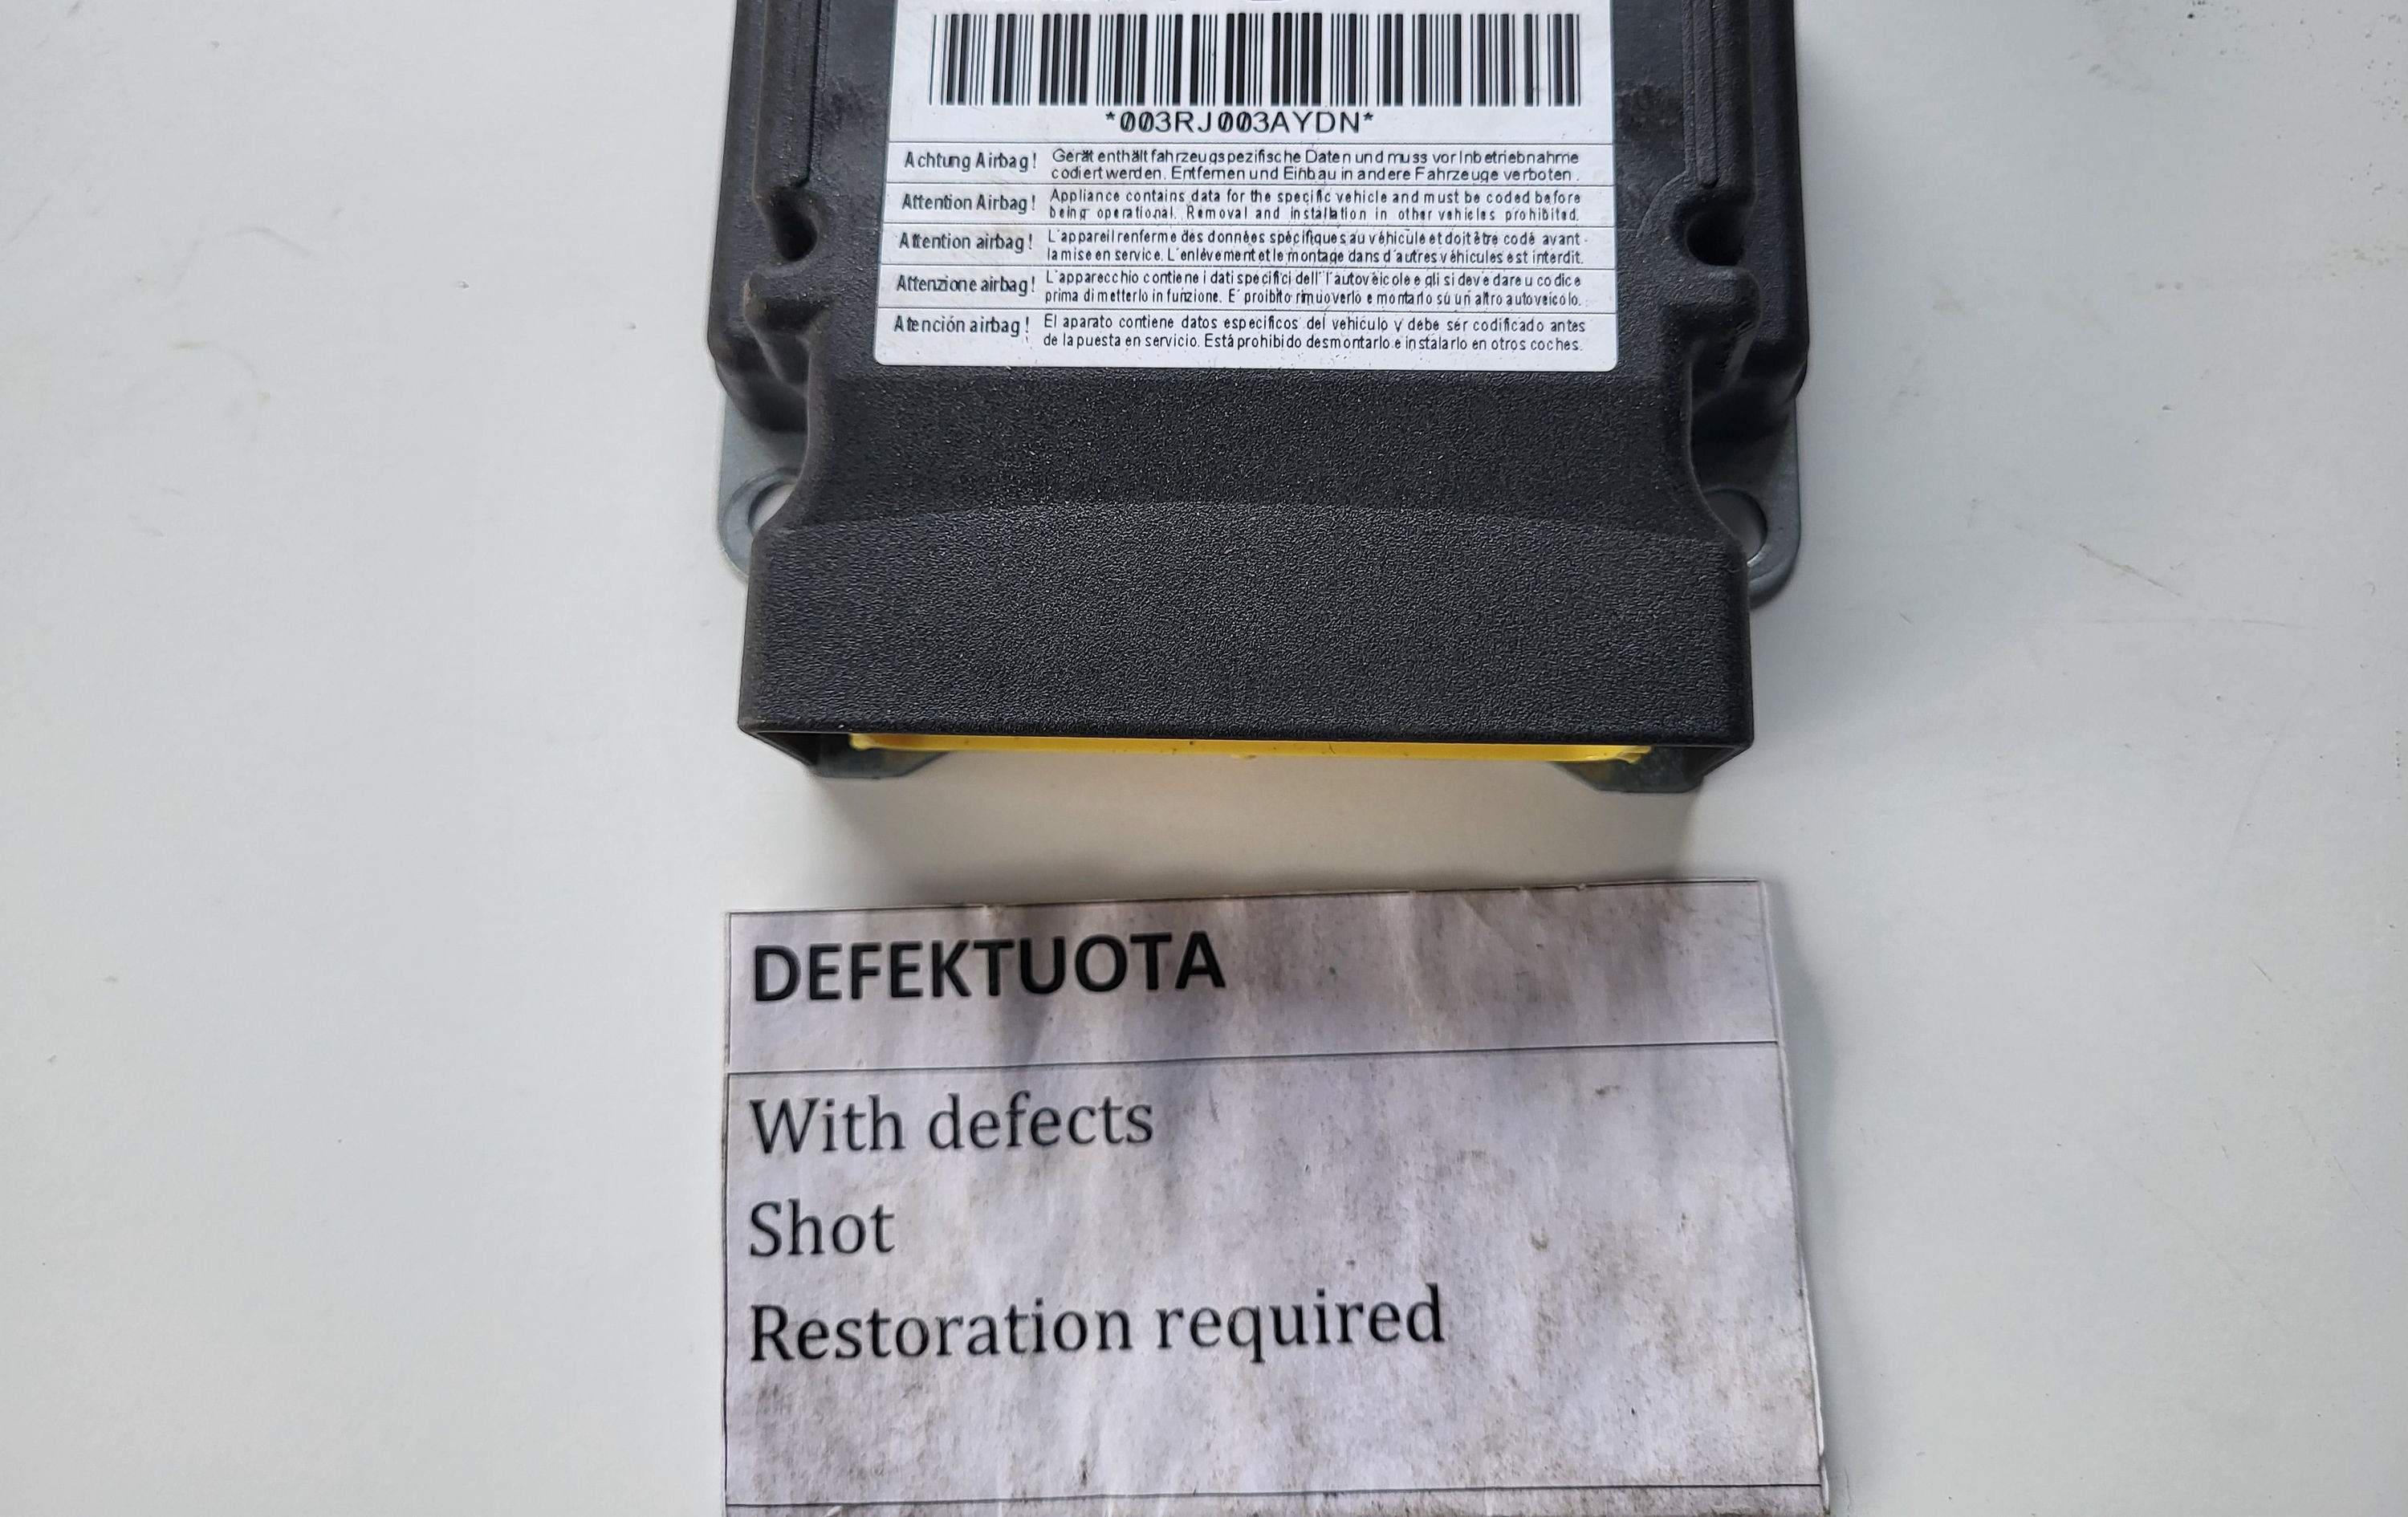 *003RJ003AYDN*
Achtung Airbag! Gerät enthält fahrzeugspezifische Daten und muss vor Inbetriebnahme
codiert werden. Entfernen und Einbau in andere Fahrzeuge verboten.
Attention Airbag! Appliance contains data for the specific vehicle and must be coded before
being operational. Removal and installation in other vehicles prohibited.
Attention airbag! L'appareil renferme des données spécifiques au véhicule et doit être codé avant
la mise en service. L'enlévement et le montage dans d'autres véhicules est interdit.
Attenzione airbag! L'apparecchio contiene i dati specifici dell'l'autovèicolo e gli si deve dare u codice
prima di metterlo in funzione. E' proibito rimuoverlo e montarlo su un altro autoveicolo.
Atención airbag! El aparato contiene datos especificos del vehiculo y debe ser codificado antes
de la puesta en servicio. Está prohibido desmontarlo e instalarlo en otros coches.
DEFEKTUOTA
With defects
Shot
Restoration required